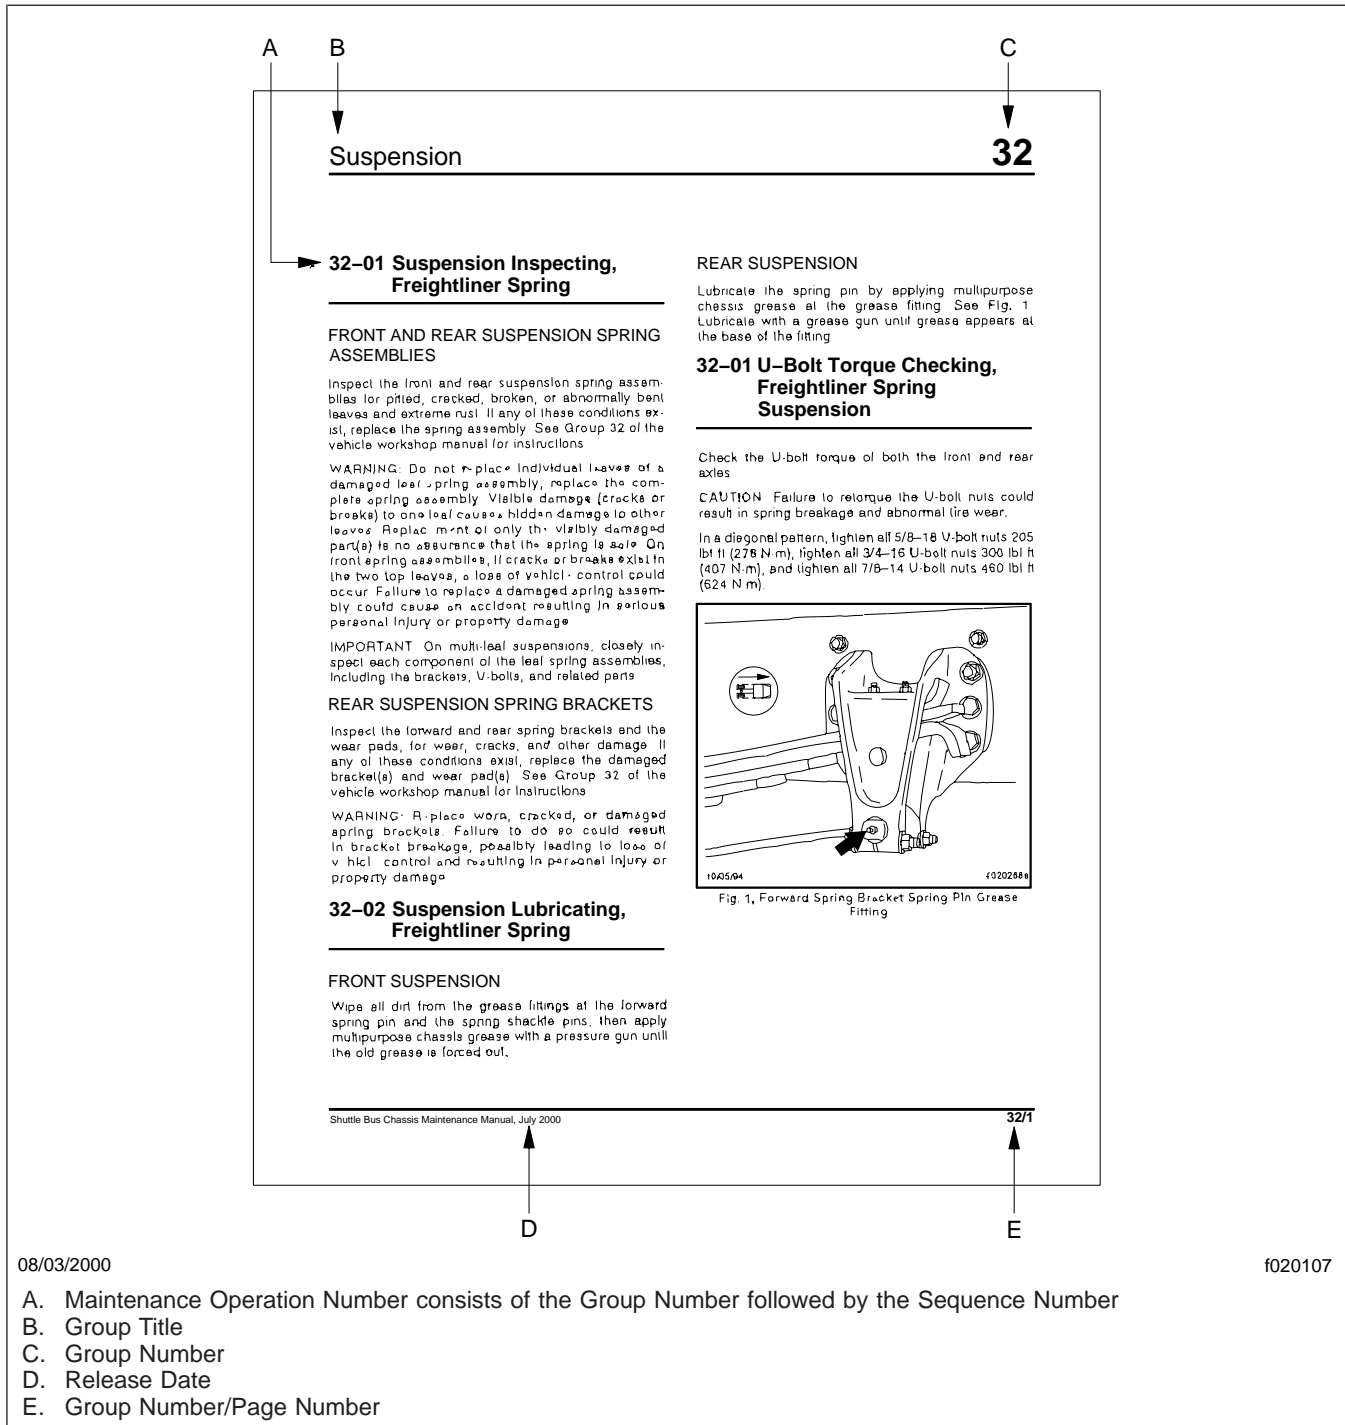 A B C
Suspension 32
32–01 Suspension Inspecting,
Freightliner Spring
FRONT AND REAR SUSPENSION SPRING
ASSEMBLIES
Inspect the front and rear suspension spring assem-
blies for pitted, cracked, broken, or abnormally bent
leaves and extreme rust. If any of these conditions ex-
ist, replace the spring assembly. See Group 32 of the
vehicle workshop manual for instructions
WARNING: Do not replace individual leaves of a
damaged leaf spring assembly, replace the com-
plete spring assembly. Visible damage (cracks or
breaks) to one leaf causes hidden damage to other
leaves. Replacement of only the visibly damaged
part(s) is no assurance that the spring is safe. On
front spring assemblies, if cracks or breaks exist in
the two top leaves, a loss of vehicle control could
occur. Failure to replace a damaged spring assem-
bly could cause an accident resulting in serious
personal injury or property damage
IMPORTANT On multi-leaf suspensions, closely in-
spect each component of the leaf spring assemblies,
including the brackets, U-bolts, and related parts
REAR SUSPENSION SPRING BRACKETS
Inspect the forward and rear spring brackets and the
wear pads, for wear, cracks, and other damage. If
any of these conditions exist, replace the damaged
bracket(s) and wear pad(s). See Group 32 of the
vehicle workshop manual for instructions
WARNING: Replace worn, cracked, or damaged
spring brackets. Failure to do so could result
in bracket breakage, possibly leading to loss of
vehicle control and resulting in personal injury or
property damage
32–02 Suspension Lubricating,
Freightliner Spring
FRONT SUSPENSION
Wipe all dirt from the grease fittings at the forward
spring pin and the spring shackle pins, then apply
multipurpose chassis grease with a pressure gun until
the old grease is forced out.
REAR SUSPENSION
Lubricate the spring pin by applying multipurpose
chassis grease at the grease fitting. See Fig. 1
Lubricate with a grease gun until grease appears at
the base of the fitting
32–01 U–Bolt Torque Checking,
Freightliner Spring
Suspension
Check the U-bolt torque of both the front and rear
axles
CAUTION Failure to retorque the U-bolt nuts could
result in spring breakage and abnormal tire wear.
In a diagonal pattern, tighten all 5/8–18 U-bolt nuts 205
lbf ft (278 N·m), tighten all 3/4–16 U-bolt nuts 300 lbf ft
(407 N·m), and tighten all 7/8–14 U-bolt nuts 460 lbf ft
(624 N·m).
10/05/94 f020268a
Fig. 1, Forward Spring Bracket Spring Pin Grease
Fitting
Shuttle Bus Chassis Maintenance Manual, July 2000 32/1
D E
08/03/2000 f020107
A. Maintenance Operation Number consists of the Group Number followed by the Sequence Number
B. Group Title
C. Group Number
D. Release Date
E. Group Number/Page Number